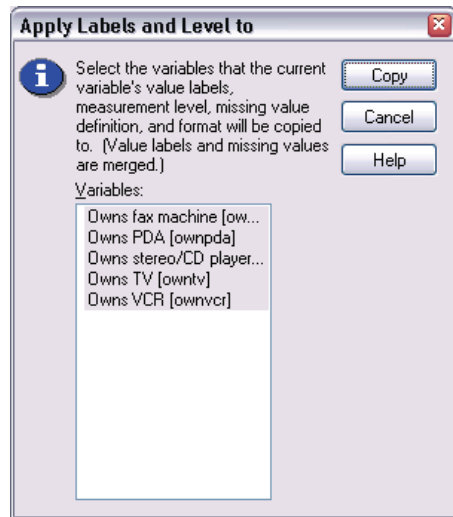 Apply Labels and Level to
Select the variables that the current
variable's value labels,
measurement level, missing value
definition, and format will be copied
to. (Value labels and missing values
are merged.)
Copy
Cancel
Help
Variables:
Owns fax machine [ow...
Owns PDA [ownpda]
Owns stereo/CD player...
Owns TV [owntv]
Owns VCR [ownvcr]